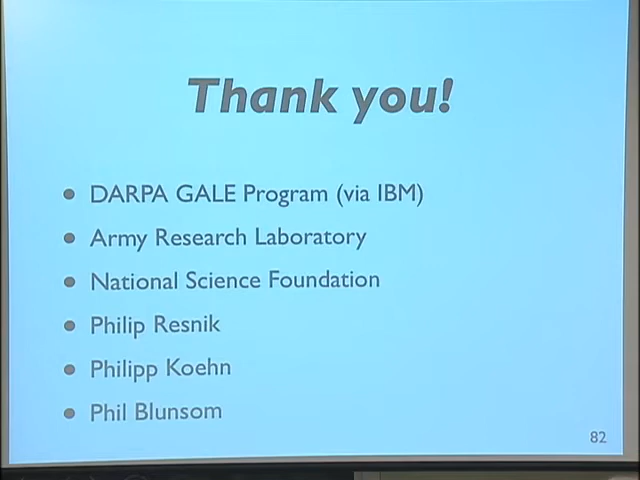 Thank you!
DARPA GALE Program (via IBM)
Army Research Laboratory
National Science Foundation
Philip Resnik
Philipp Koehn
Phil Blunsom
82